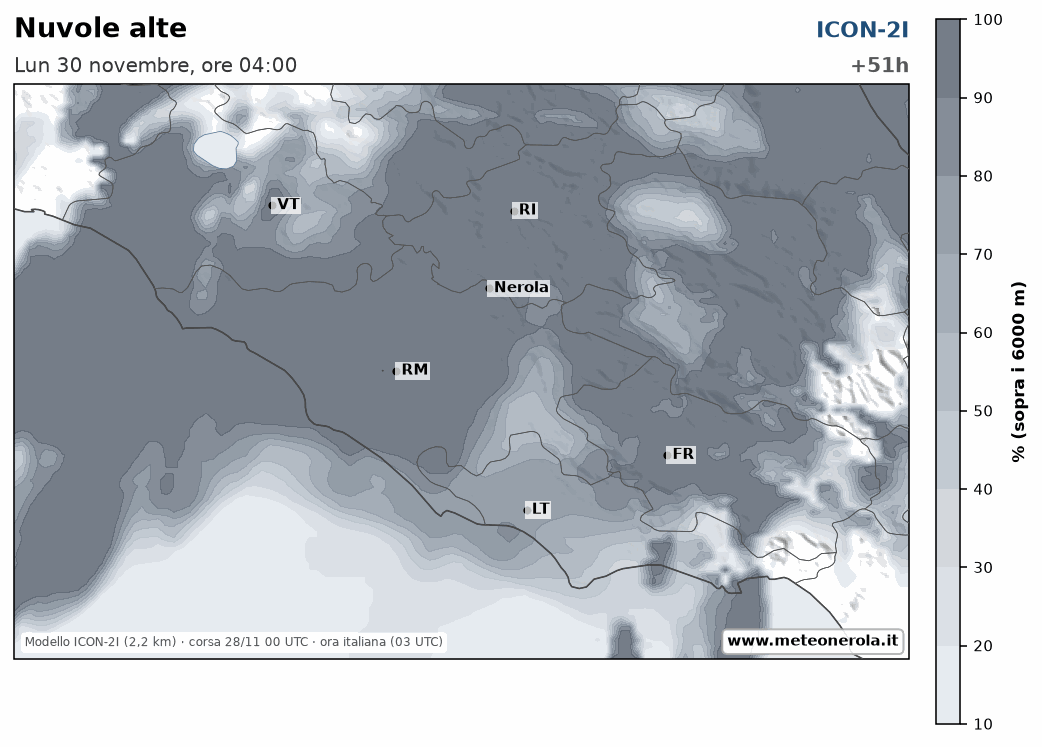 Nuvole alte
ICON-2I
Lun 30 novembre, ore 04:00
+51h
100
90
80
70
60
50
40
30
20
10
% (sopra i 6000 m)
VT
RI
Nerola
RM
FR
LT
Modello ICON-2I (2,2 km) · corsa 28/11 00 UTC · ora italiana (03 UTC)
www.meteonerola.it